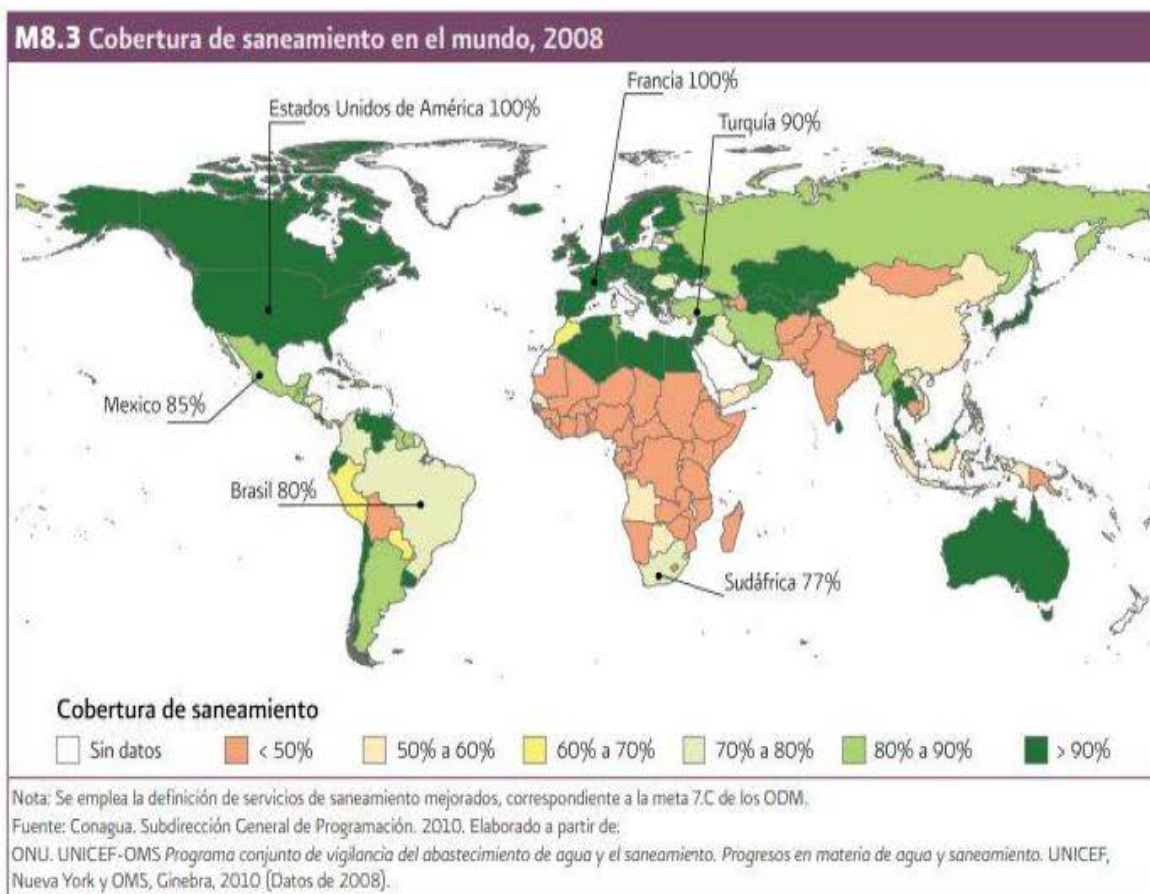 M8.3 Cobertura de saneamiento en el mundo, 2008
Francia 100%
Estados Unidos de América 100%
Turquía 90%
Mexico 85%
Brasil 80%
Sudáfrica 77%
Cobertura de saneamiento
Sin datos
< 50%
50% a 60%
60% a 70%
70% a 80%
80% a 90%
> 90%
Nota: Se emplea la definición de servicios de saneamiento mejorados, correspondiente a la meta 7.C de los ODM.
Fuente: Conagua. Subdirección General de Programación. 2010. Elaborado a partir de:
ONU. UNICEF-OMS Programa conjunto de vigilancia del abastecimiento de agua y el saneamiento. Progresos en materia de agua y saneamiento. UNICEF,
Nueva York y OMS, Ginebra, 2010 (Datos de 2008).